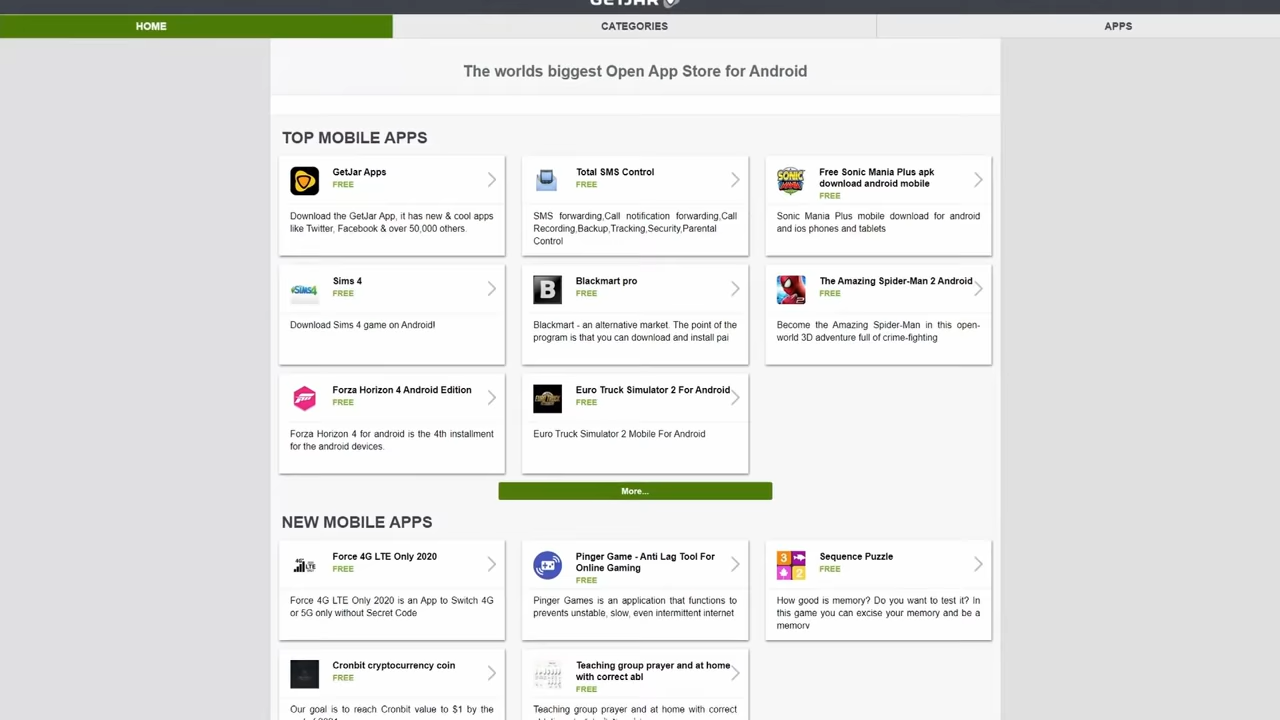 GETJAR
HOME
CATEGORIES
APPS
The worlds biggest Open App Store for Android
TOP MOBILE APPS
GetJar Apps
FREE
Download the GetJar App, it has new & cool apps
like Twitter, Facebook & over 50,000 others.
Total SMS Control
FREE
SMS forwarding,Call notification forwarding,Call
Recording,Backup,Tracking,Security,Parental
Control
Free Sonic Mania Plus apk
download android mobile
FREE
Sonic Mania Plus mobile download for android
and ios phones and tablets
Sims 4
FREE
Download Sims 4 game on Android!
Blackmart pro
FREE
Blackmart - an alternative market. The point of the
program is that you can download and install pai
The Amazing Spider-Man 2 Android
FREE
Become the Amazing Spider-Man in this open-
world 3D adventure full of crime-fighting
Forza Horizon 4 Android Edition
FREE
Forza Horizon 4 for android is the 4th installment
for the android devices.
Euro Truck Simulator 2 For Android
FREE
Euro Truck Simulator 2 Mobile For Android
More...
NEW MOBILE APPS
Force 4G LTE Only 2020
FREE
Force 4G LTE Only 2020 is an App to Switch 4G
or 5G only without Secret Code
Pinger Game - Anti Lag Tool For
Online Gaming
FREE
Pinger Games is an application that functions to
prevents unstable, slow, even intermittent internet
Sequence Puzzle
FREE
How good is memory? Do you want to test it? In
this game you can excise your memory and be a
memory
Cronbit cryptocurrency coin
FREE
Our goal is to reach Cronbit value to $1 by the
Teaching group prayer and at home
with correct abl
FREE
Teaching group prayer and at home with correct